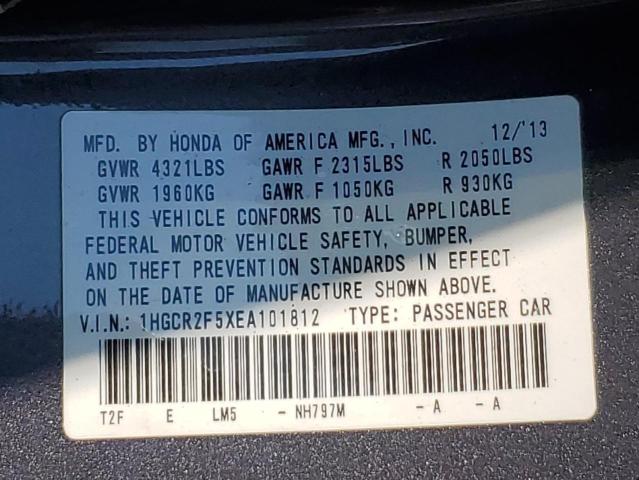 MFD. BY HONDA OF AMERICA MFG., INC. 12/'13
GVWR 4321LBS GAWR F 2315LBS R 2050LBS
GVWR 1960KG GAWR F 1050KG R 930KG
THIS VEHICLE CONFORMS TO ALL APPLICABLE
FEDERAL MOTOR VEHICLE SAFETY, BUMPER,
AND THEFT PREVENTION STANDARDS IN EFFECT
ON THE DATE OF MANUFACTURE SHOWN ABOVE.
V.I.N.: 1HGCR2F5XEA101812 TYPE: PASSENGER CAR
T2F E LM5 - NH797M - A - A